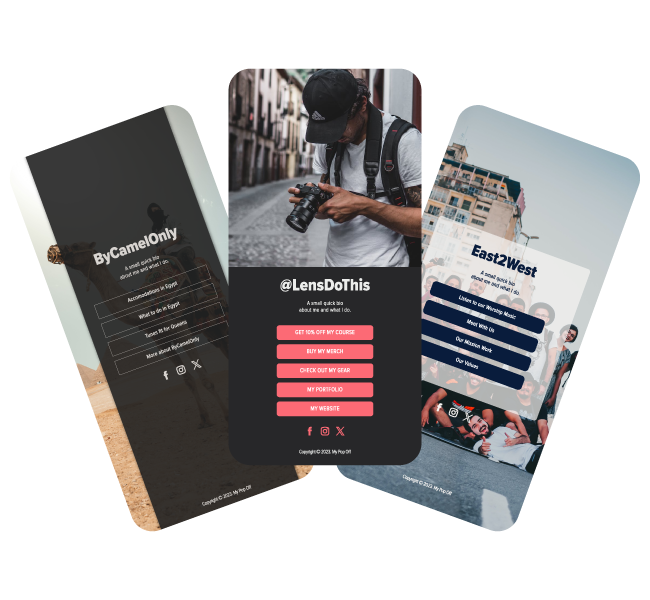 ByCamelOnly
A small quick bio
about me and what I do.
Accomodations in Egypt
What to do in Egypt
Tunes fit for Queens
More about ByCamelOnly
Copyright © 2023. My Pop Off
@LensDoThis
A small quick bio
about me and what I do.
GET 10% OFF MY COURSE
BUY MY MERCH
CHECK OUT MY GEAR
MY PORTFOLIO
MY WEBSITE
Copyright © 2023. My Pop Off
East2West
A small quick bio
about me and what I do.
Listen to our Worship Music
Meet With Us
Our Mission Work
Our Values
Copyright © 2023. My Pop Off